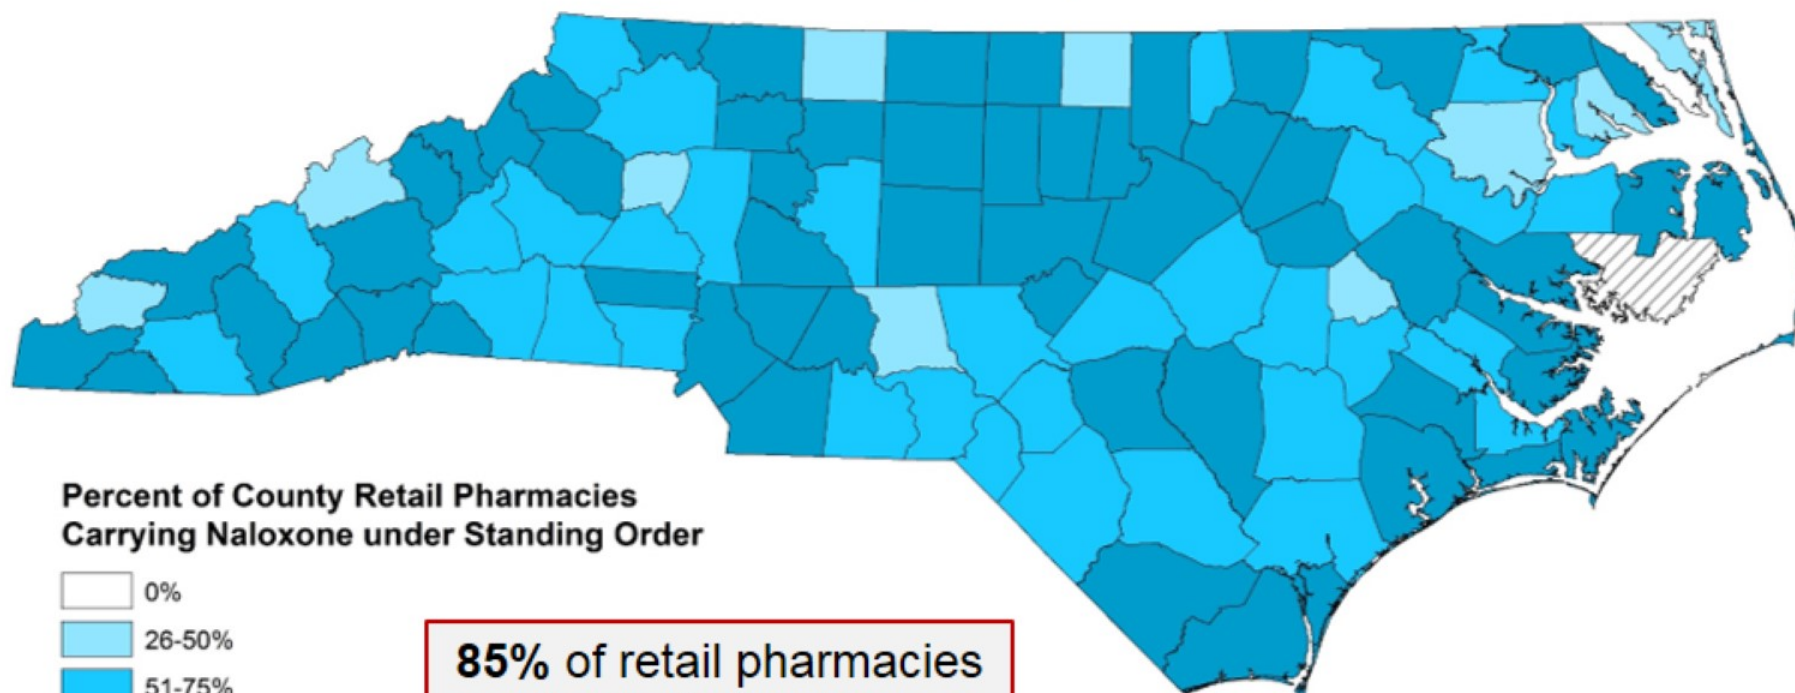 Percent of County Retail Pharmacies
Carrying Naloxone under Standing Order
0%
26-50%
51-75%
85% of retail pharmacies